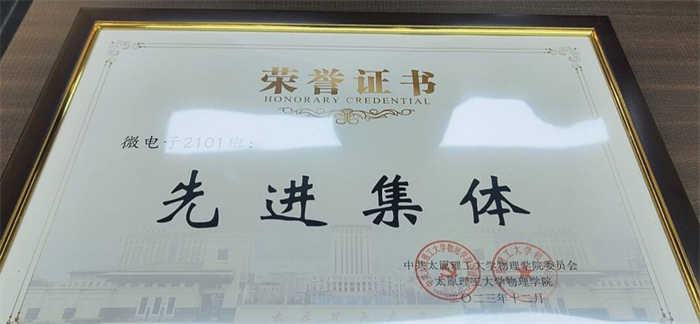 荣誉证书
HONORARY CREDENTIAL
微电子2101班：
先进集体
中共太原理工大学物理学院委员会
太原理工大学物理学院
二〇二三年十二月